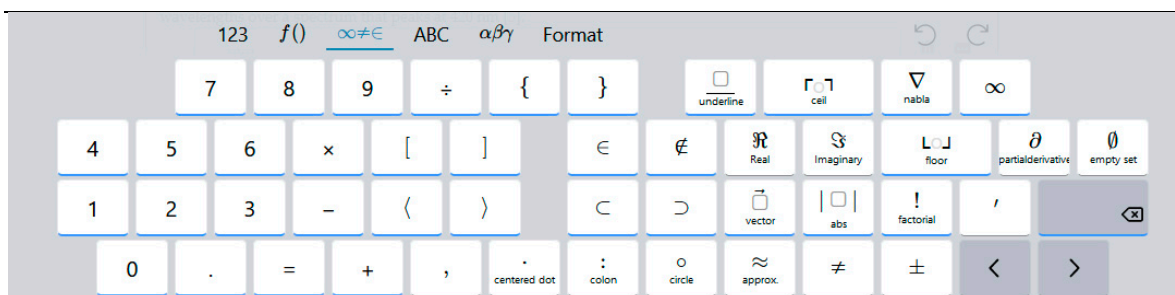 123 f() ∞≠∈ ABC αβγ Format
7 8 9 ÷ { } underline ⌈○⌉ ceil ∇ nabla ∞
4 5 6 × [ ] ∈ ∉ ℜ Real ℑ Imaginary ⌊○⌋ floor ∂ partialderivative ∅ empty set
1 2 3 − ⟨ ⟩ ⊂ ⊃ vector |□| abs ! factorial ′
0 . = + , · centered dot : colon ○ circle ≈ approx. ≠ ± < >